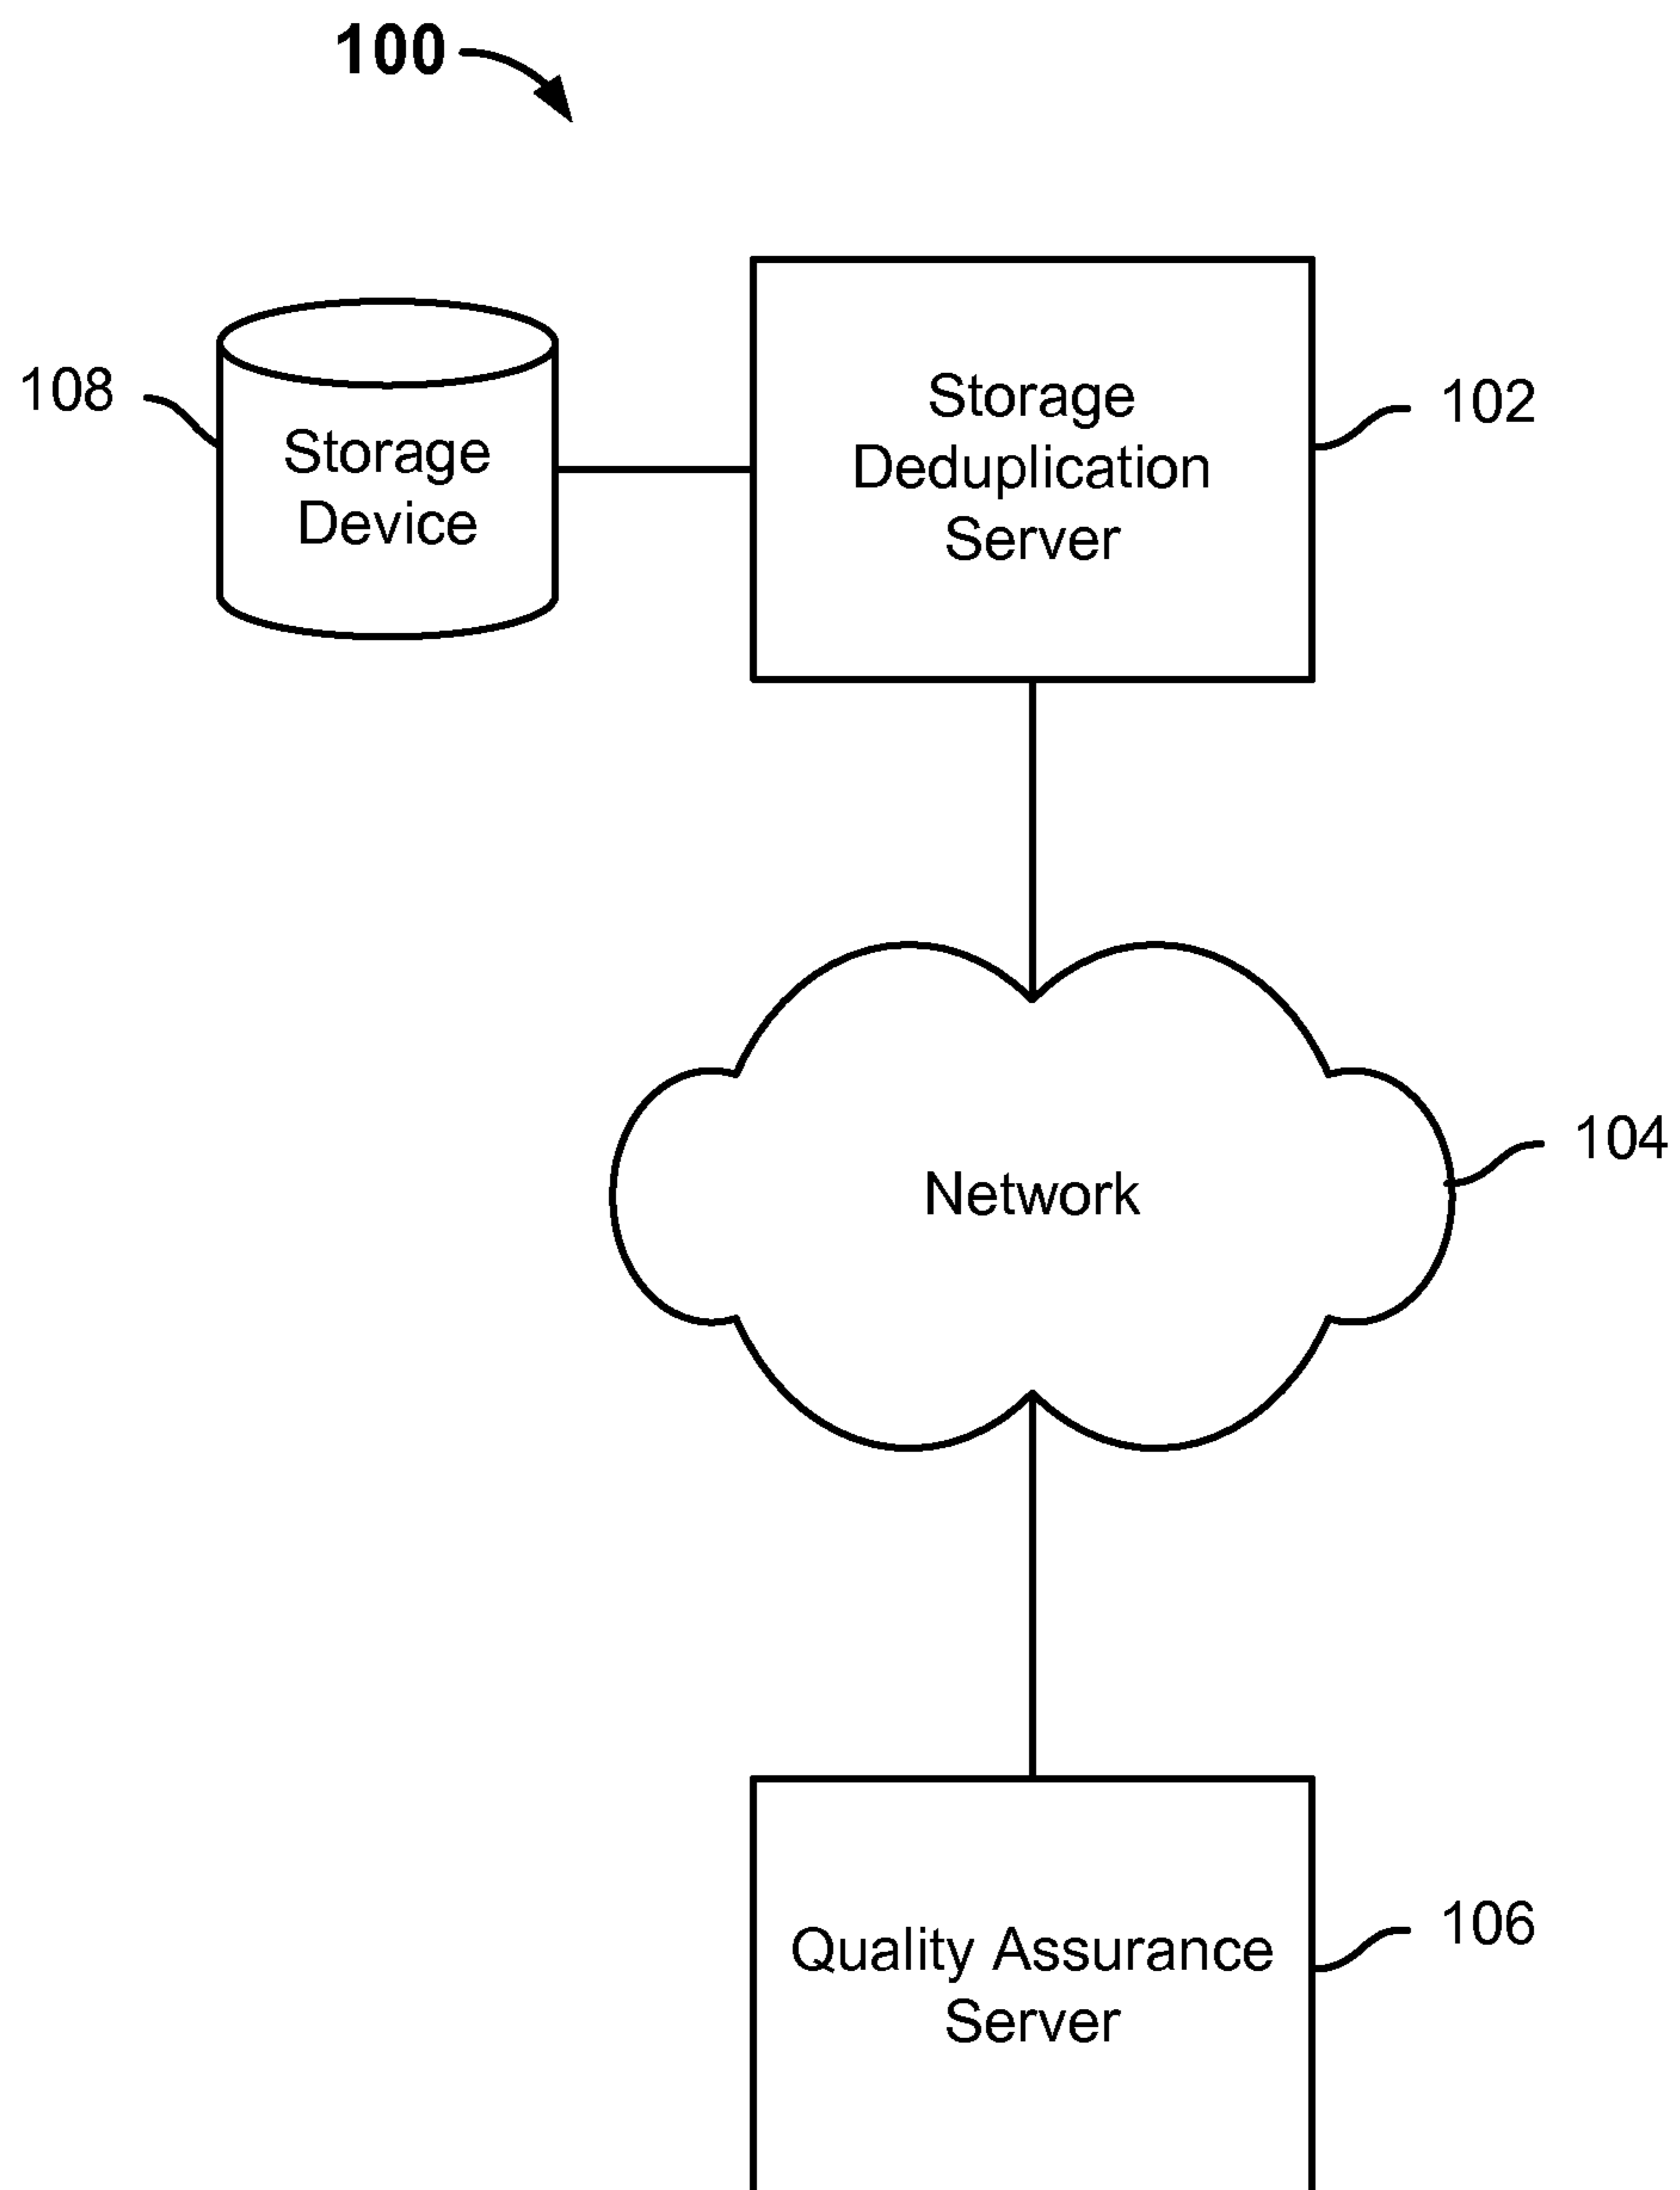 100
108
Storage
Device
Storage
Deduplication
Server
102
Network
104
Quality Assurance
Server
106